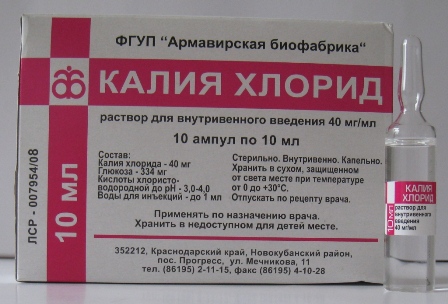 ФГУП "Армавирская биофабрика"
КАЛИЯ ХЛОРИД
раствор для внутривенного введения 40 мг/мл
10 ампул по 10 мл
Состав:
Калия хлорида - 40 мг
Глюкоза - 334 мг
Кислоты хлористо-
водородной до pH - 3,0-4,0
Воды для инъекций - до 1 мл
Стерильно. Внутривенно. Капельно.
Хранить в сухом, защищенном
от света месте при температуре
от 0 до +30°С.
Отпускать по рецепту врача.
Применять по назначению врача.
Хранить в недоступном для детей месте.
352212, Краснодарский край, Новокубанский район,
пос. Прогресс, ул. Мечникова, 11
тел. (86195) 2-11-15, факс (86195) 4-10-28
ЛСР - 007954/08
10 мл
КАЛИЯ
ХЛОРИД
раствор для
внутривенного
введения
40 мг/мл
10 мл